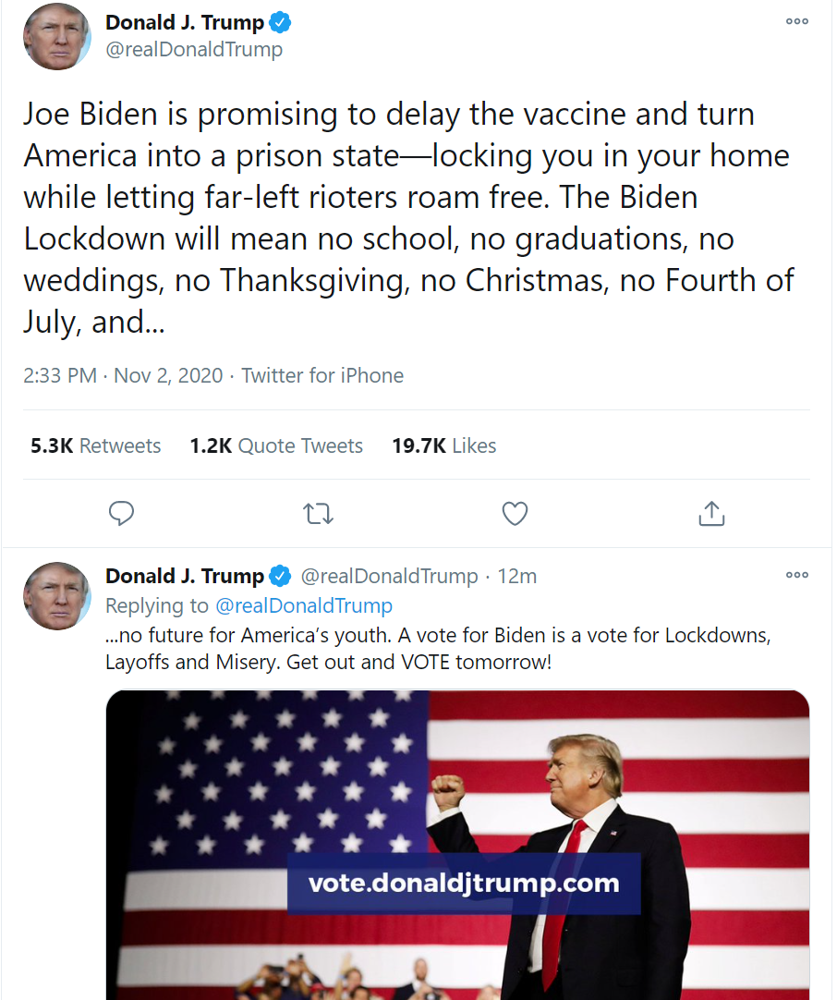 Donald J. Trump
@realDonaldTrump
Joe Biden is promising to delay the vaccine and turn
America into a prison state—locking you in your home
while letting far-left rioters roam free. The Biden
Lockdown will mean no school, no graduations, no
weddings, no Thanksgiving, no Christmas, no Fourth of
July, and...
2:33 PM · Nov 2, 2020 · Twitter for iPhone
5.3K Retweets 1.2K Quote Tweets 19.7K Likes
Donald J. Trump @realDonaldTrump · 12m
Replying to @realDonaldTrump
...no future for America’s youth. A vote for Biden is a vote for Lockdowns,
Layoffs and Misery. Get out and VOTE tomorrow!
vote.donaldjtrump.com